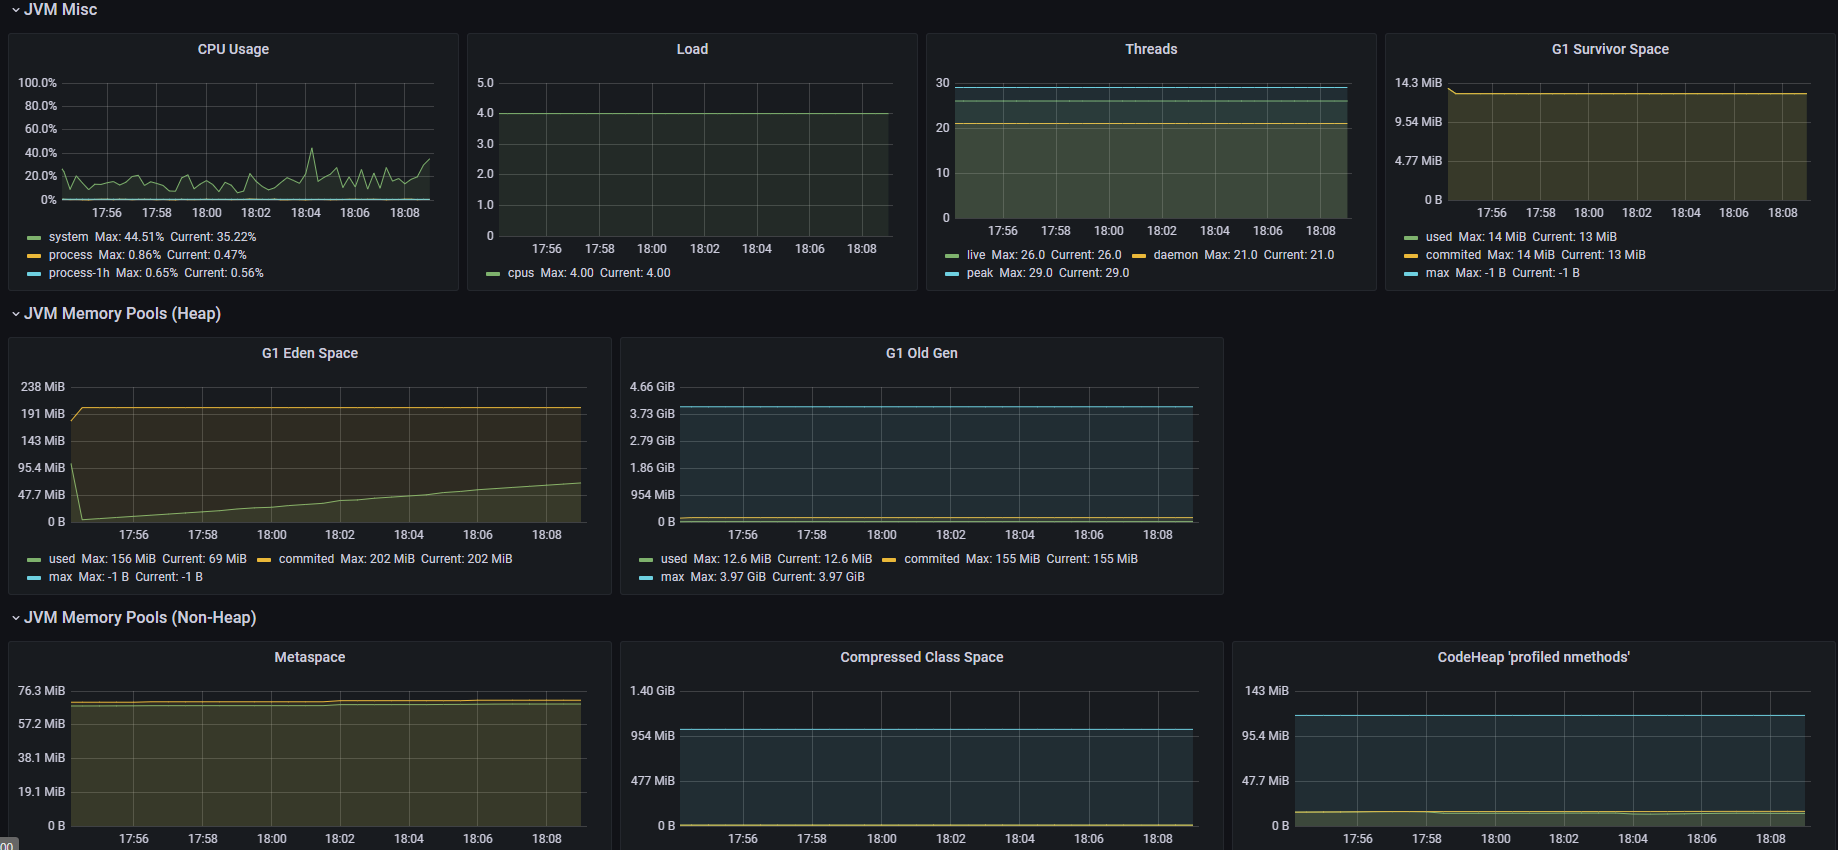 JVM Misc
CPU Usage
100.0%
80.0%
60.0%
40.0%
20.0%
0%
17:56 17:58 18:00 18:02 18:04 18:06 18:08
system Max: 44.51% Current: 35.22%
process Max: 0.86% Current: 0.47%
process-1h Max: 0.65% Current: 0.56%
Load
5.0
4.0
3.0
2.0
1.0
0
17:56 17:58 18:00 18:02 18:04 18:06 18:08
cpus Max: 4.00 Current: 4.00
Threads
30
20
10
0
17:56 17:58 18:00 18:02 18:04 18:06 18:08
live Max: 26.0 Current: 26.0 daemon Max: 21.0 Current: 21.0
peak Max: 29.0 Current: 29.0
G1 Survivor Space
14.3 MiB
9.54 MiB
4.77 MiB
0 B
17:56 17:58 18:00 18:02 18:04 18:06 18:08
used Max: 14 MiB Current: 13 MiB
commited Max: 14 MiB Current: 13 MiB
max Max: -1 B Current: -1 B
JVM Memory Pools (Heap)
G1 Eden Space
238 MiB
191 MiB
143 MiB
95.4 MiB
47.7 MiB
0 B
17:56 17:58 18:00 18:02 18:04 18:06 18:08
used Max: 156 MiB Current: 69 MiB commited Max: 202 MiB Current: 202 MiB
max Max: -1 B Current: -1 B
G1 Old Gen
4.66 GiB
3.73 GiB
2.79 GiB
1.86 GiB
954 MiB
0 B
17:56 17:58 18:00 18:02 18:04 18:06 18:08
used Max: 12.6 MiB Current: 12.6 MiB commited Max: 155 MiB Current: 155 MiB
max Max: 3.97 GiB Current: 3.97 GiB
JVM Memory Pools (Non-Heap)
Metaspace
76.3 MiB
57.2 MiB
38.1 MiB
19.1 MiB
0 B
17:56 17:58 18:00 18:02 18:04 18:06 18:08
Compressed Class Space
1.40 GiB
954 MiB
477 MiB
0 B
17:56 17:58 18:00 18:02 18:04 18:06 18:08
CodeHeap 'profiled nmethods'
143 MiB
95.4 MiB
47.7 MiB
0 B
17:56 17:58 18:00 18:02 18:04 18:06 18:08
00